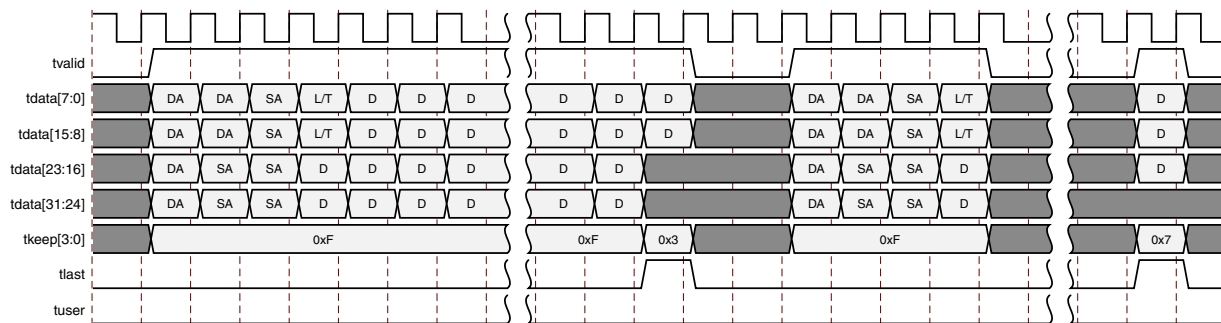 tvalid
tdata[7:0] DA DA SA L/T D D D D D D DA DA SA L/T D
tdata[15:8] DA DA SA L/T D D D D D D DA DA SA L/T D
tdata[23:16] DA SA SA D D D D D D DA SA SA D D
tdata[31:24] DA SA SA D D D D D D DA SA SA D
tkeep[3:0] 0xF 0xF 0x3 0xF 0x7
tlast
tuser